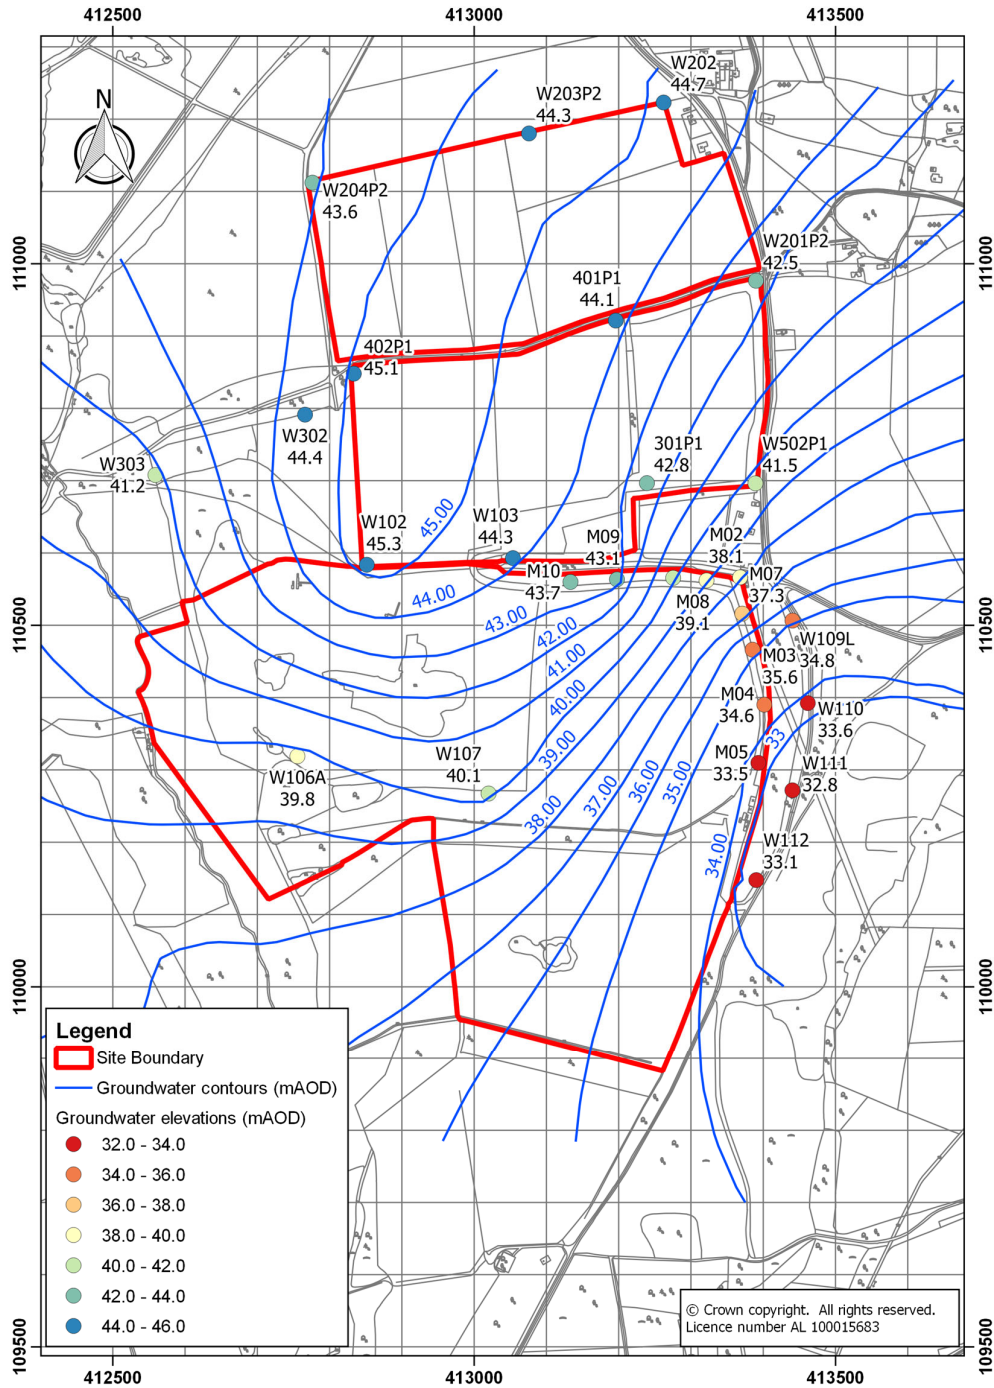 412500
413000
413500
N
W202
44.7
W203P2
44.3
W204P2
43.6
W201P2
42.5
111000
111000
401P1
44.1
402P1
45.1
W302
44.4
W303
41.2
301P1
42.8
W502P1
41.5
45.00
W102
45.3
W103
44.3
M09
43.1
M02
38.1
M10
43.7
M07
37.3
M08
39.1
44.00
43.00
42.00
41.00
40.00
39.00
38.00
37.00
36.00
35.00
34.00
33
110500
110500
W109L
34.8
M03
35.6
M04
34.6
W110
33.6
M05
33.5
W111
32.8
W107
40.1
W106A
39.8
W112
33.1
110000
110000
Legend
Site Boundary
Groundwater contours (mAOD)
Groundwater elevations (mAOD)
32.0 - 34.0
34.0 - 36.0
36.0 - 38.0
38.0 - 40.0
40.0 - 42.0
42.0 - 44.0
44.0 - 46.0
© Crown copyright. All rights reserved.
Licence number AL 100015683
109500
109500
412500
413000
413500